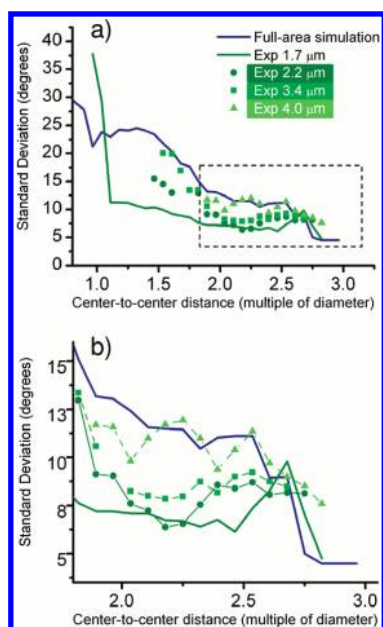 a)
Full-area simulation
Exp 1.7 μm
Exp 2.2 μm
Exp 3.4 μm
Exp 4.0 μm
Standard Deviation (degrees)
40
35
30
25
20
15
10
5
0
1.0 1.5 2.0 2.5 3.0
Center-to-center distance (multiple of diameter)
b)
Standard Deviation (degrees)
15
13
10
8
5
2.0 2.5 3.0
Center-to-center distance (multiple of diameter)